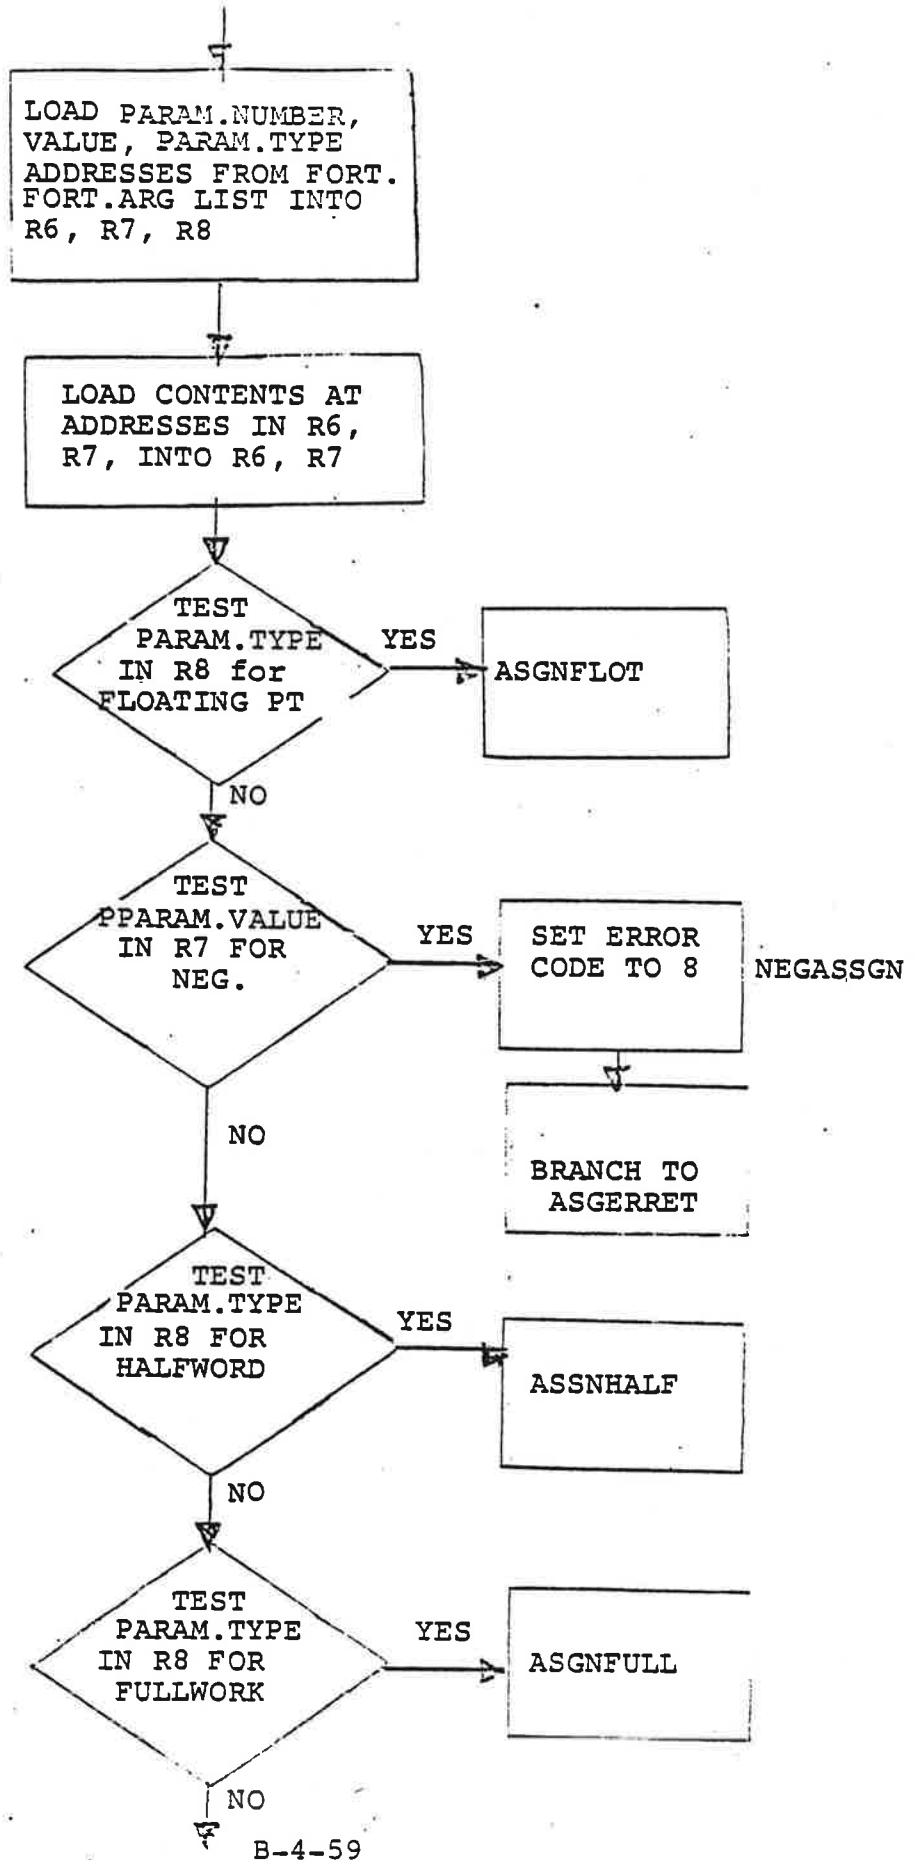 LOAD PARAM.NUMBER,
VALUE, PARAM.TYPE
ADDRESSES FROM FORT.
FORT.ARG LIST INTO
R6, R7, R8
LOAD CONTENTS AT
ADDRESSES IN R6,
R7, INTO R6, R7
TEST
PARAM.TYPE
IN R8 for
FLOATING PT
YES
ASGNFLOT
NO
TEST
PPARAM.VALUE
IN R7 FOR
NEG.
YES
SET ERROR
CODE TO 8
NEGASSGN
BRANCH TO
ASGERRET
NO
TEST
PARAM.TYPE
IN R8 FOR
HALFWORD
YES
ASSNHALF
NO
TEST
PARAM.TYPE
IN R8 FOR
FULLWORK
YES
ASGNFULL
NO
B-4-59